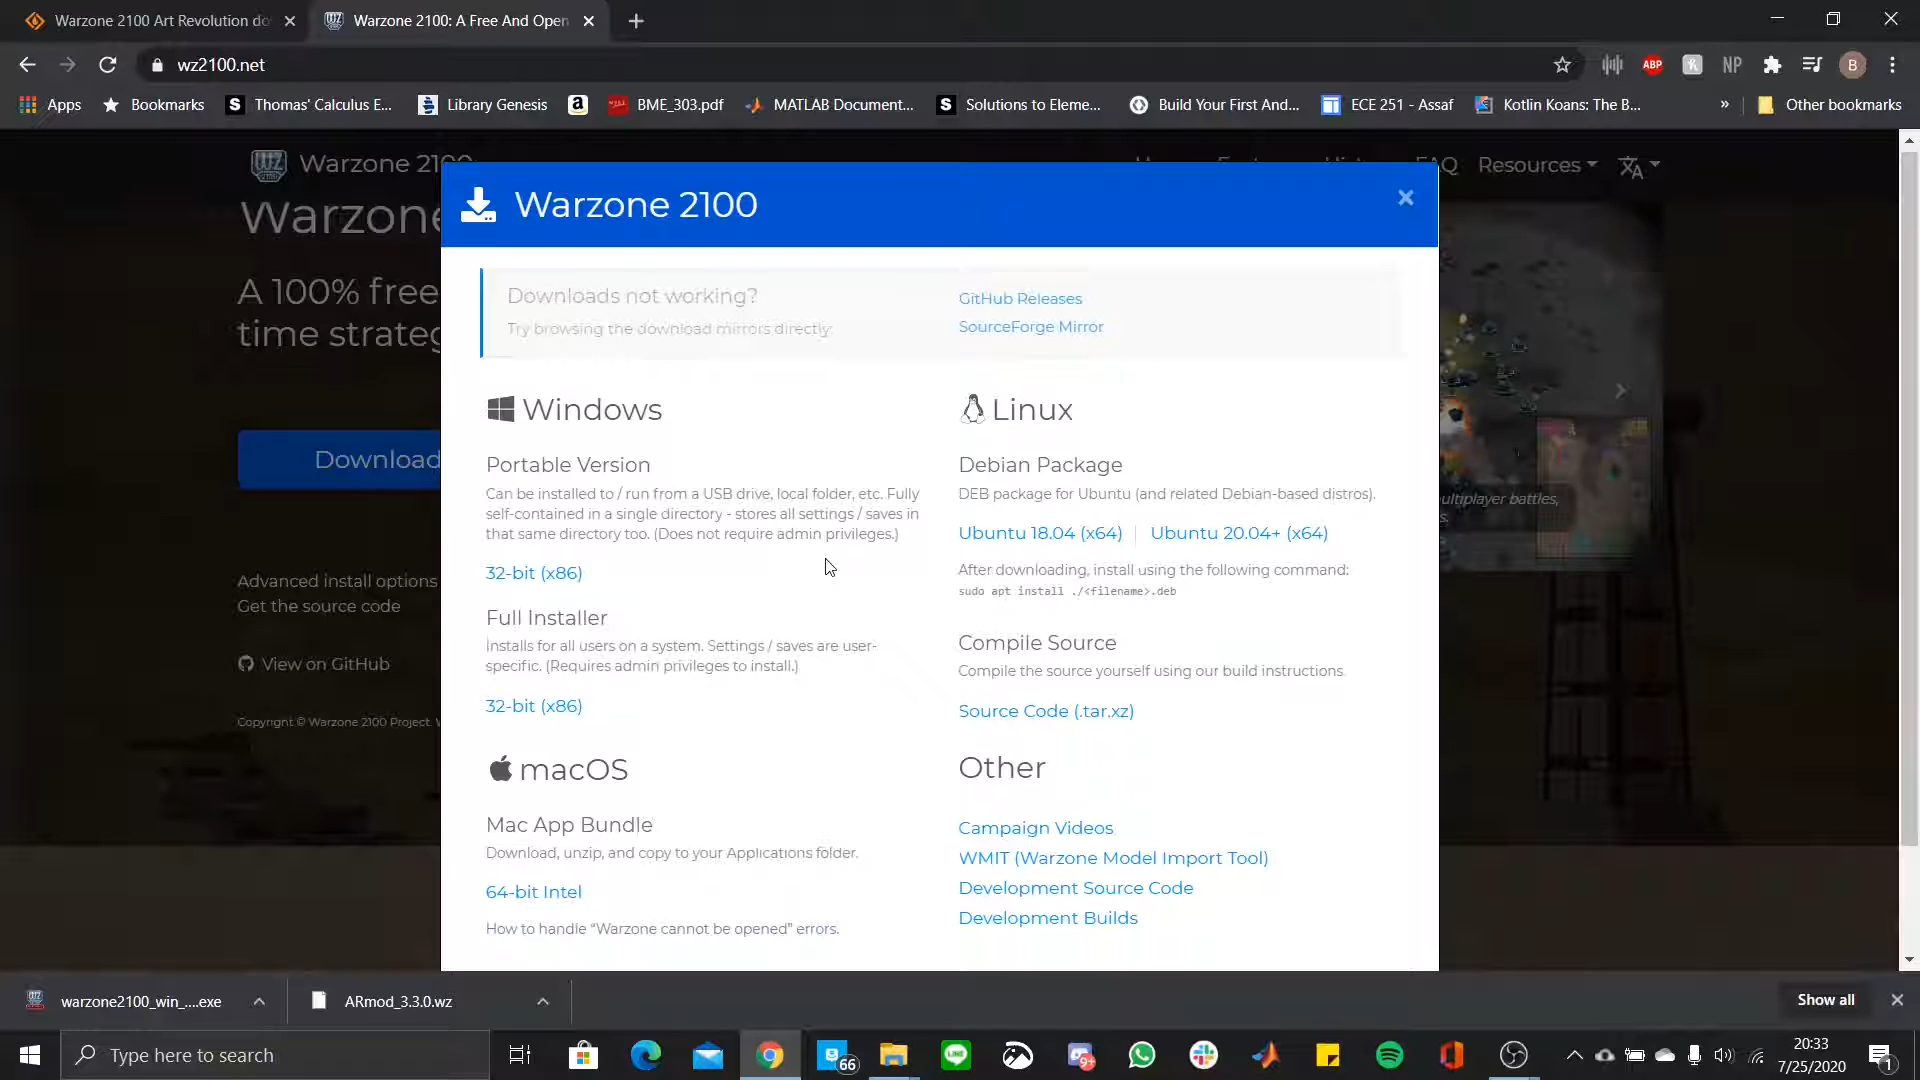 Warzone 2100 Art Revolution do
Warzone 2100: A Free And Open
wz2100.net
ABP
NP
B
Apps
Bookmarks
Thomas' Calculus E...
Library Genesis
BME_303.pdf
MATLAB Document...
Solutions to Eleme...
Build Your First And...
ECE 251 - Assaf
Kotlin Koans: The B...
»
Other bookmarks
Warzone 2100
FAQ
Resources
Warzone
A 100% free
time strateg
Download
Advanced install options
Get the source code
View on GitHub
Copyright © Warzone 2100 Project.
ultiplayer battles,
Warzone 2100
Downloads not working?
Try browsing the download mirrors directly:
GitHub Releases
SourceForge Mirror
Windows
Portable Version
Can be installed to / run from a USB drive, local folder, etc. Fully
self-contained in a single directory - stores all settings / saves in
that same directory too. (Does not require admin privileges.)
32-bit (x86)
Full Installer
Installs for all users on a system. Settings / saves are user-
specific. (Requires admin privileges to install.)
32-bit (x86)
macOS
Mac App Bundle
Download, unzip, and copy to your Applications folder.
64-bit Intel
How to handle “Warzone cannot be opened” errors.
Linux
Debian Package
DEB package for Ubuntu (and related Debian-based distros).
Ubuntu 18.04 (x64) | Ubuntu 20.04+ (x64)
After downloading, install using the following command:
sudo apt install ./<filename>.deb
Compile Source
Compile the source yourself using our build instructions.
Source Code (.tar.xz)
Other
Campaign Videos
WMIT (Warzone Model Import Tool)
Development Source Code
Development Builds
warzone2100_win_....exe
ARmod_3.3.0.wz
Show all
Type here to search
66
LINE
9+
20:33
7/25/2020
1